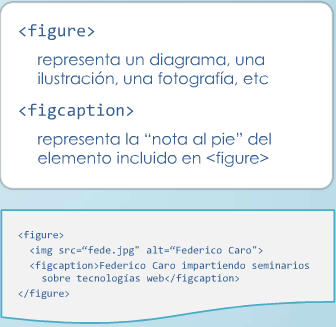 <figure>
representa un diagrama, una
ilustración, una fotografía, etc
<figcaption>
representa la “nota al pie” del
elemento incluido en <figure>
<figure>
<img src=“fede.jpg" alt=“Federico Caro">
<figcaption>Federico Caro impartiendo seminarios
sobre tecnologías web</figcaption>
</figure>